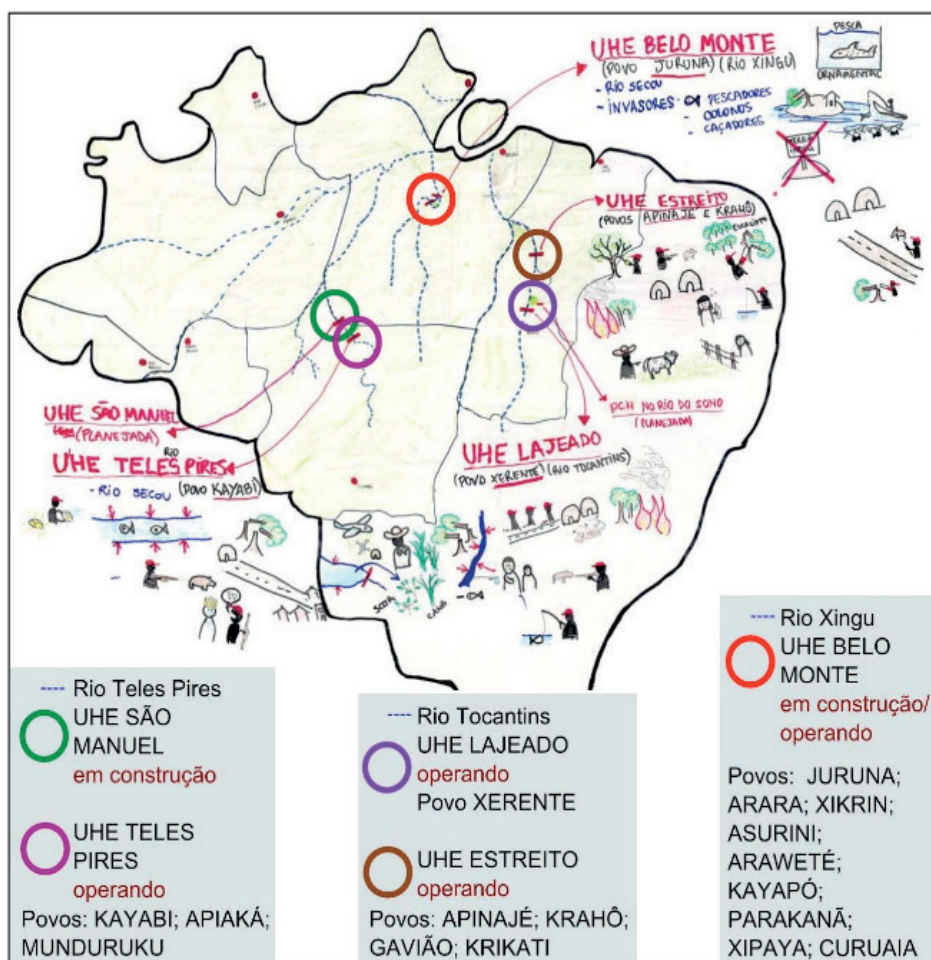 UHE BELO MONTE
(POVO JURUNA) (RIO XINGU)
- RIO SECOU
- INVASORES - PESCADORES
- COLONOS
- CAÇADORES
PESCA
ORNAMENTAL
UHE ESTREITO
(POVOS APINAJÉ E KRAHÔ)
UHE SÃO MANUEL
(PLANEJADA)
UHE TELES PIRES
RIO
- RIO SECOU (POVO KAYABI)
PCH NO RIO DO SONO
(PLANEJADA)
UHE LAJEADO
(POVO XERENTE) (RIO TOCANTINS)
SOJA
CANA
Rio Teles Pires
UHE SÃO
MANUEL
em construção
UHE TELES
PIRES
operando
Povos: KAYABI; APIAKÁ;
MUNDURUKU
Rio Tocantins
UHE LAJEADO
operando
Povo XERENTE
UHE ESTREITO
operando
Povos: APINAJÉ; KRAHÔ;
GAVIÃO; KRIKATI
Rio Xingu
UHE BELO
MONTE
em construção/
operando
Povos: JURUNA;
ARARA; XIKRIN;
ASURINI;
ARAWETÉ;
KAYAPÓ;
PARAKANÃ;
XIPAYA; CURUAIA